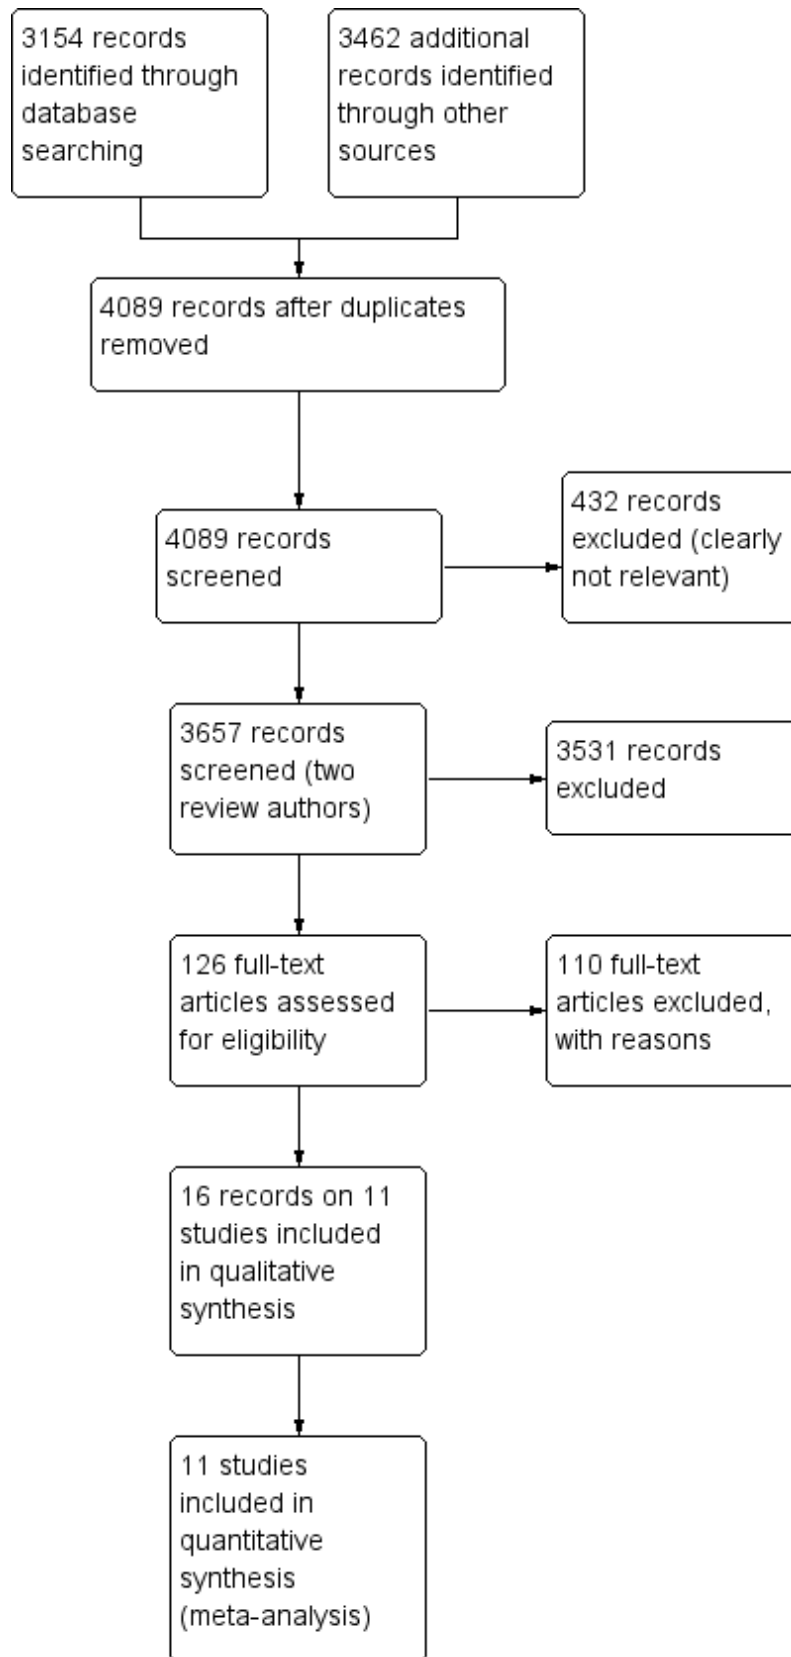 3154 records
identified through
database
searching
3462 additional
records identified
through other
sources
4089 records after duplicates
removed
4089 records
screened
432 records
excluded (clearly
not relevant)
3657 records
screened (two
review authors)
3531 records
excluded
126 full-text
articles assessed
for eligibility
110 full-text
articles excluded,
with reasons
16 records on 11
studies included
in qualitative
synthesis
11 studies
included in
quantitative
synthesis
(meta-analysis)